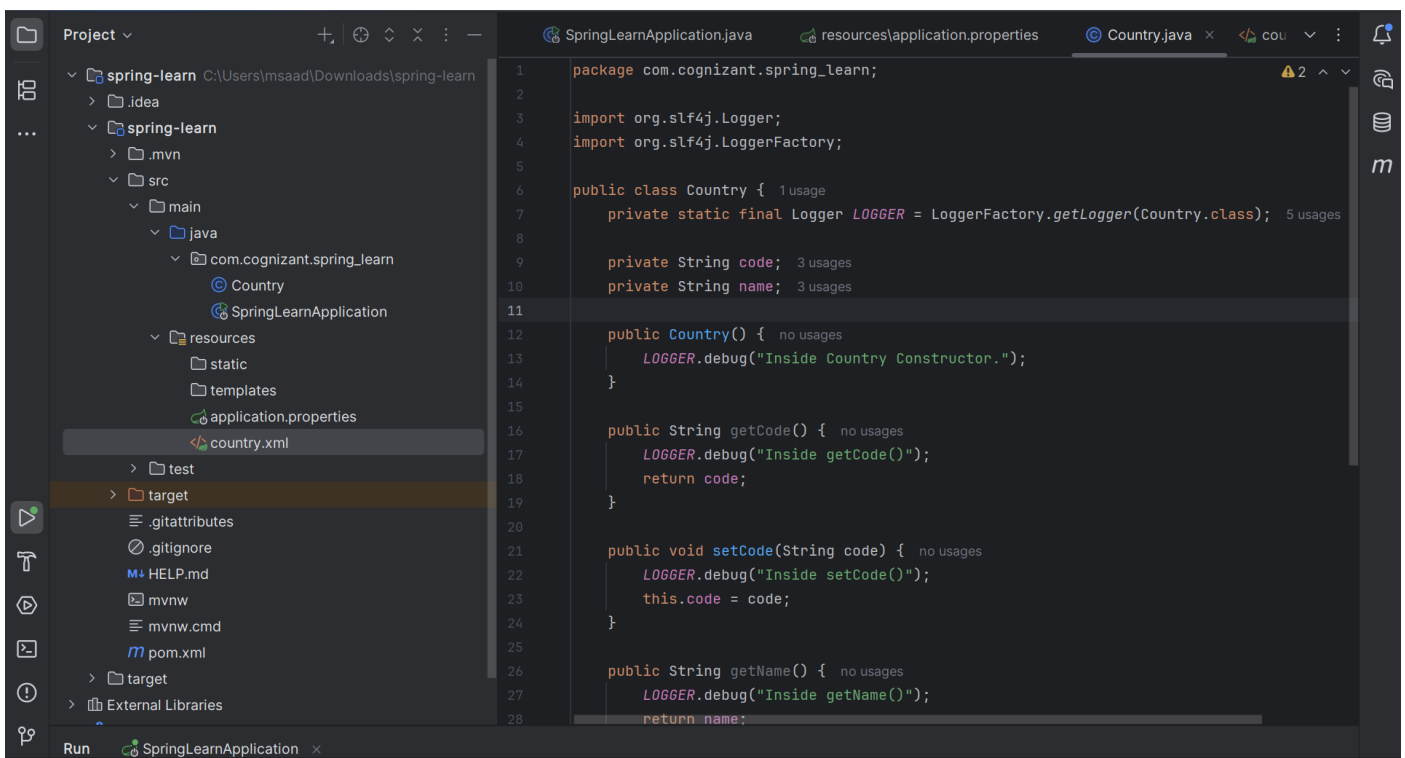 Project
SpringLearnApplication.java
resources\application.properties
Country.java
cou
spring-learn C:\Users\msaad\Downloads\spring-learn
.idea
spring-learn
.mvn
src
main
java
com.cognizant.spring_learn
Country
SpringLearnApplication
resources
static
templates
application.properties
country.xml
test
target
.gitattributes
.gitignore
M↓ HELP.md
mvnw
mvnw.cmd
m pom.xml
target
External Libraries
1 package com.cognizant.spring_learn;
2
3 import org.slf4j.Logger;
4 import org.slf4j.LoggerFactory;
5
6 public class Country { 1 usage
7 private static final Logger LOGGER = LoggerFactory.getLogger(Country.class); 5 usages
8
9 private String code; 3 usages
10 private String name; 3 usages
11
12 public Country() { no usages
13 LOGGER.debug("Inside Country Constructor.");
14 }
15
16 public String getCode() { no usages
17 LOGGER.debug("Inside getCode()");
18 return code;
19 }
20
21 public void setCode(String code) { no usages
22 LOGGER.debug("Inside setCode()");
23 this.code = code;
24 }
25
26 public String getName() { no usages
27 LOGGER.debug("Inside getName()");
28 return name;
2
m
Run
SpringLearnApplication